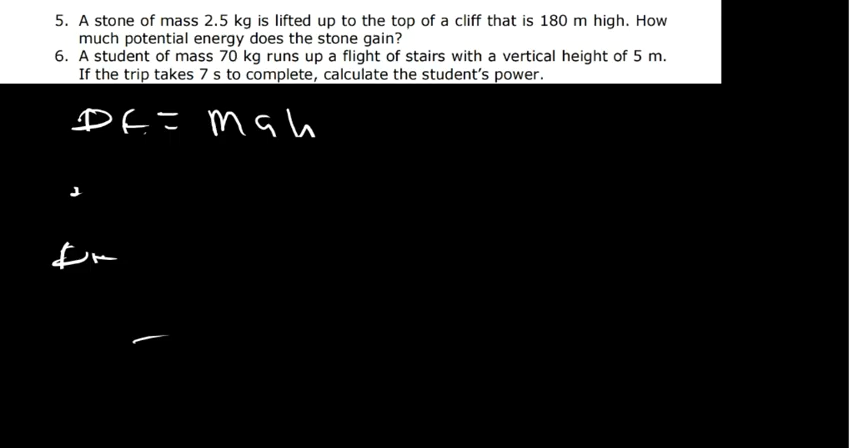 5. A stone of mass 2.5 kg is lifted up to the top of a cliff that is 180 m high. How
much potential energy does the stone gain?
6. A student of mass 70 kg runs up a flight of stairs with a vertical height of 5 m.
If the trip takes 7 s to complete, calculate the student's power.
= mgh